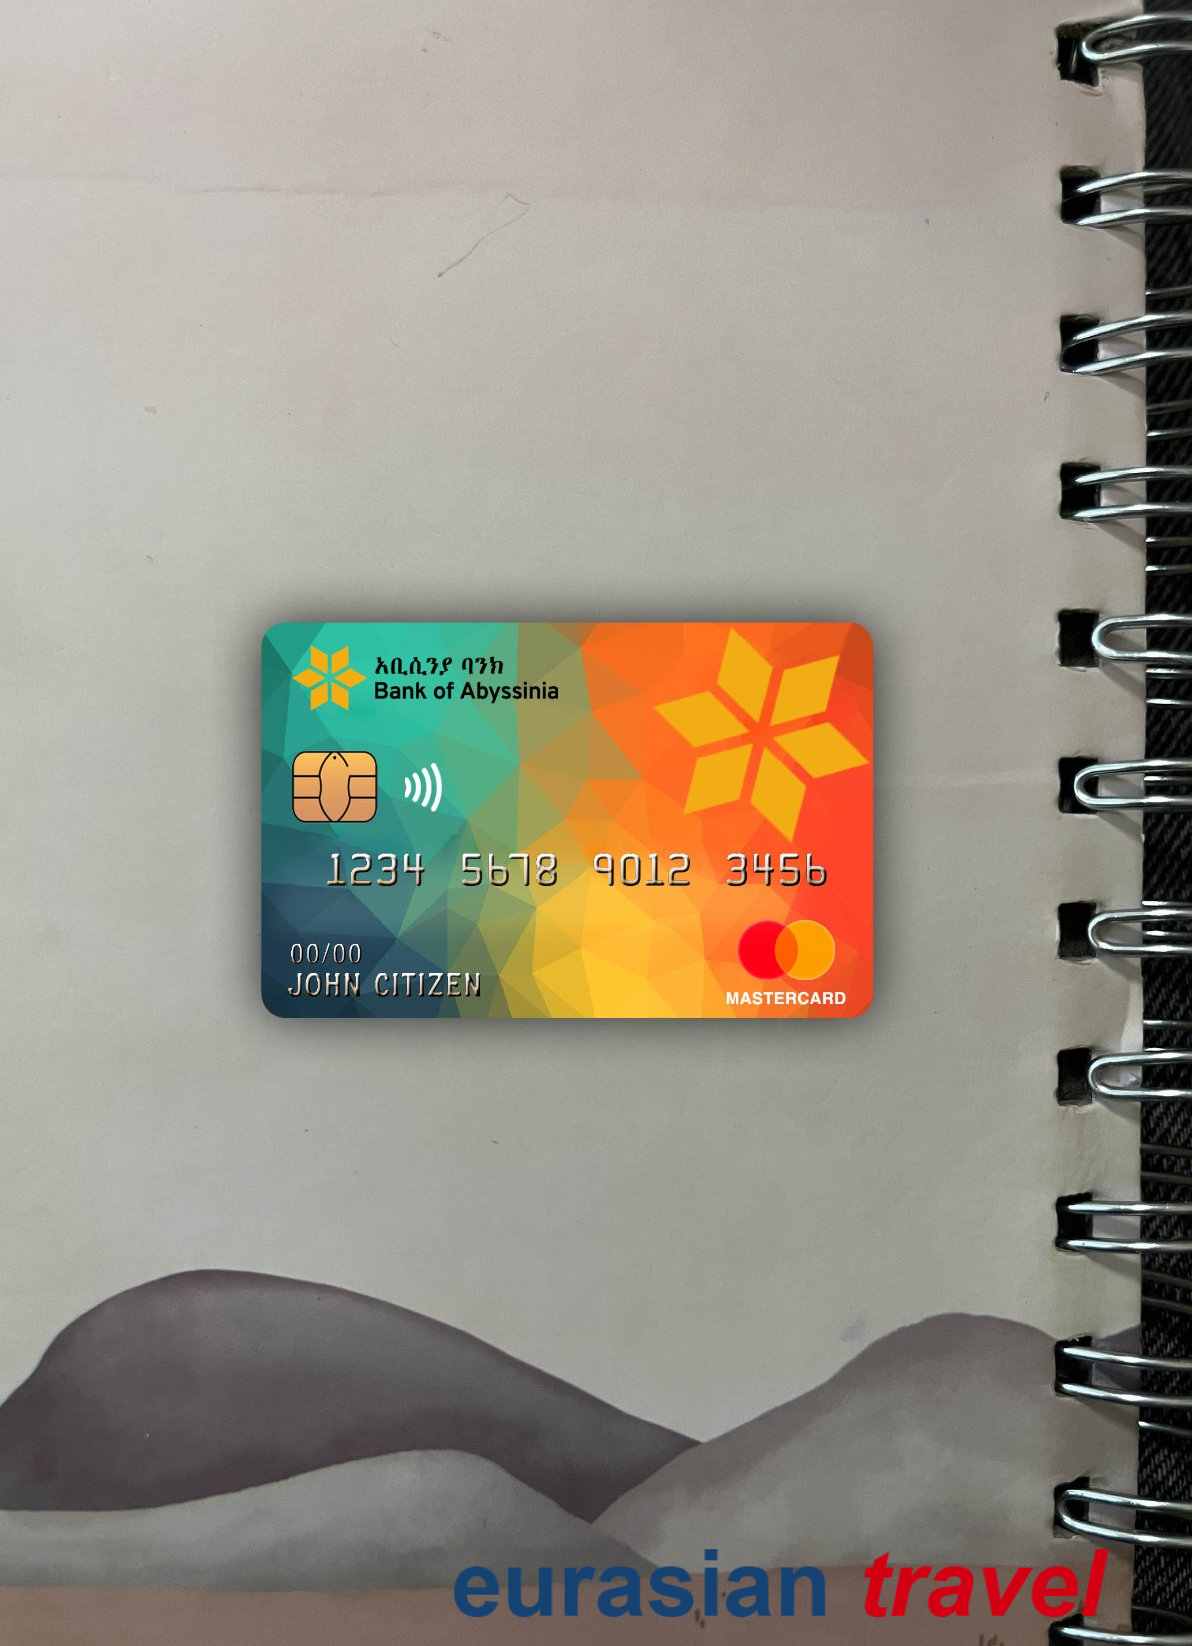 አቢሲንያ ባንክ
Bank of Abyssinia
1234 5678 9012 3456
00/00
JOHN CITIZEN
MASTERCARD
eurasian travel